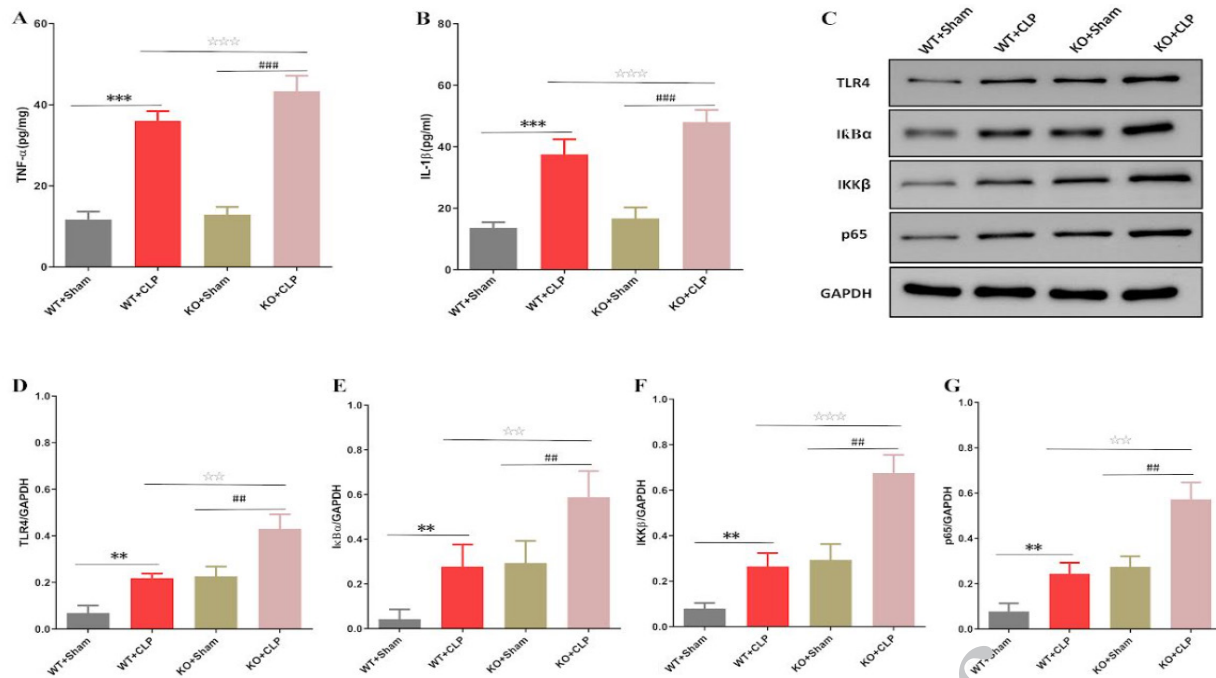 A
TNF-α(pg/mg)
60
40
20
0
☆☆☆
###
***
WT+Sham
WT+CLP
KO+Sham
KO+CLP
B
IL-1β(pg/ml)
80
60
40
20
0
☆☆☆
###
***
WT+Sham
WT+CLP
KO+Sham
KO+CLP
C
WT+Sham
WT+CLP
KO+Sham
KO+CLP
TLR4
IκBα
IKKβ
p65
GAPDH
D
TLR4/GAPDH
1.0
0.8
0.6
0.4
0.2
0.0
☆☆
##
**
WT+Sham
WT+CLP
KO+Sham
KO+CLP
E
IκBα/GAPDH
1.0
0.8
0.6
0.4
0.2
0.0
☆☆
##
**
WT+Sham
WT+CLP
KO+Sham
KO+CLP
F
IKKβ/GAPDH
1.0
0.8
0.6
0.4
0.2
0.0
☆☆☆
##
**
WT+Sham
WT+CLP
KO+Sham
KO+CLP
G
p65/GAPDH
1.0
0.8
0.6
0.4
0.2
0.0
☆☆
##
**
WT+Sham
WT+CLP
KO+Sham
KO+CLP